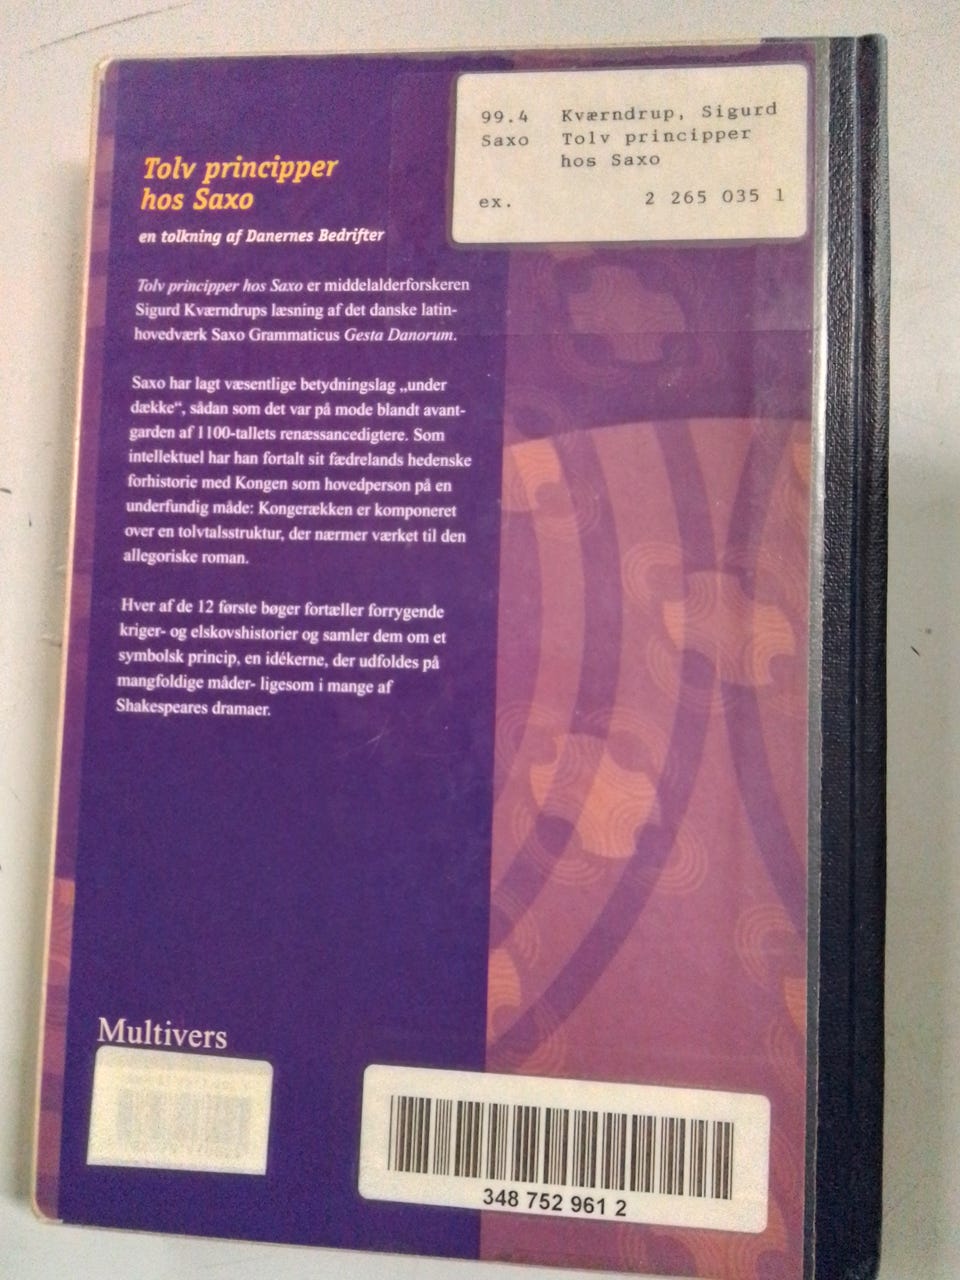 99.4 Kværndrup, Sigurd
Saxo Tolv principper
hos Saxo
ex. 2 265 035 1
Tolv principper
hos Saxo
en tolkning af Danernes Bedrifter
Tolv principper hos Saxo er middelalderforskeren
Sigurd Kværndrups læsning af det danske latin-
hovedværk Saxo Grammaticus Gesta Danorum.
Saxo har lagt væsentlige betydningslag „under
dække“, sådan som det var på mode blandt avant-
garden af 1100-tallets renæssancedigtere. Som
intellektuel har han fortalt sit fædrelands hedenske
forhistorie med Kongen som hovedperson på en
underfundig måde: Kongerækken er komponeret
over en tolvtalsstruktur, der nærmer værket til den
allegoriske roman.
Hver af de 12 første bøger fortæller forrygende
kriger- og elskovshistorier og samler dem om et
symbolsk princip, en idékerne, der udfoldes på
mangfoldige måder- ligesom i mange af
Shakespeares dramaer.
Multivers
348 752 961 2